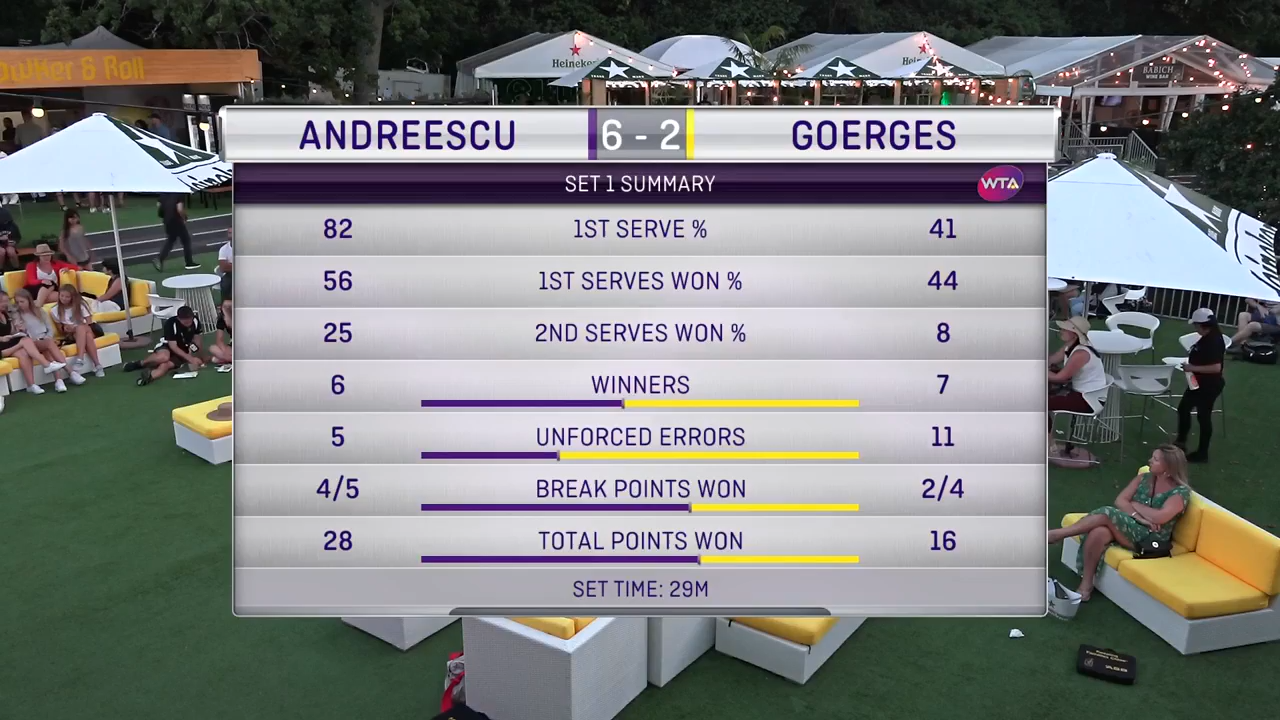 owker & Roll
Heineken
Hei
BABICH
WINE BAR
ANDREESCU 6 - 2 GOERGES
SET 1 SUMMARY
WTA
82 1ST SERVE % 41
56 1ST SERVES WON % 44
25 2ND SERVES WON % 8
6 WINNERS 7
5 UNFORCED ERRORS 11
4/5 BREAK POINTS WON 2/4
28 TOTAL POINTS WON 16
SET TIME: 29M